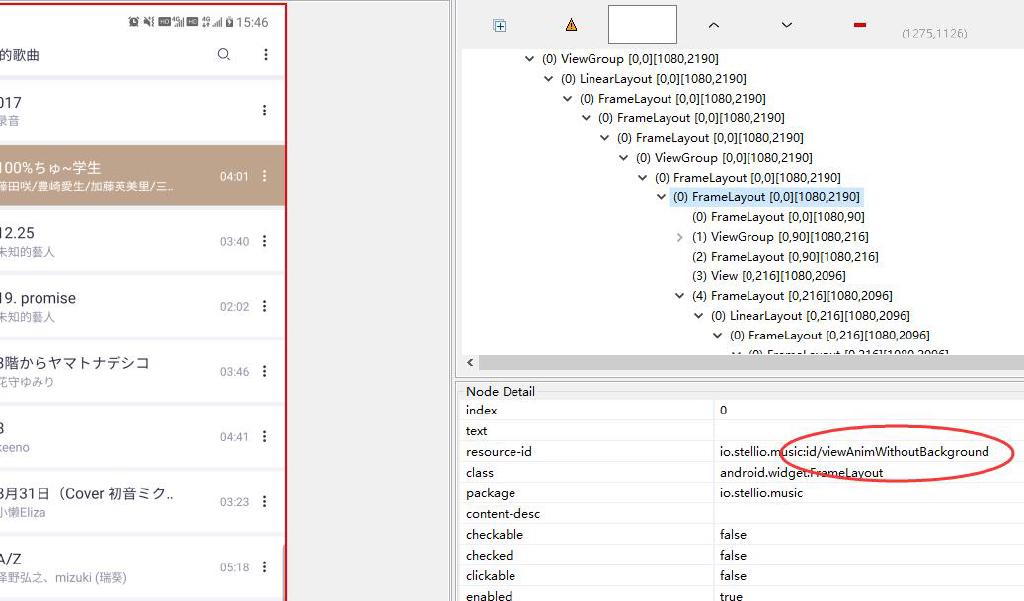 15:46
的歌曲
017
录音
100%ちゅ~学生
藤田咲/豊崎愛生/加藤英美里/三..
04:01
12.25
未知的藝人
03:40
19. promise
未知的藝人
02:02
3階からヤマトナデシコ
花守ゆみり
03:46
3
keeno
04:41
3月31日（Cover 初音ミク..
小懒Eliza
03:23
A/Z
澤野弘之、mizuki (瑞葵)
05:18
(1275,1126)
(0) ViewGroup [0,0][1080,2190]
(0) LinearLayout [0,0][1080,2190]
(0) FrameLayout [0,0][1080,2190]
(0) FrameLayout [0,0][1080,2190]
(0) FrameLayout [0,0][1080,2190]
(0) ViewGroup [0,0][1080,2190]
(0) FrameLayout [0,0][1080,2190]
(0) FrameLayout [0,0][1080,2190]
(0) FrameLayout [0,0][1080,90]
(1) ViewGroup [0,90][1080,216]
(2) FrameLayout [0,90][1080,216]
(3) View [0,216][1080,2096]
(4) FrameLayout [0,216][1080,2096]
(0) LinearLayout [0,216][1080,2096]
(0) FrameLayout [0,216][1080,2096]
(0) FrameLayout [0,216][1080,2096]
Node Detail
index 0
text
resource-id io.stellio.music:id/viewAnimWithoutBackground
class android.widget.FrameLayout
package io.stellio.music
content-desc
checkable false
checked false
clickable false
enabled true